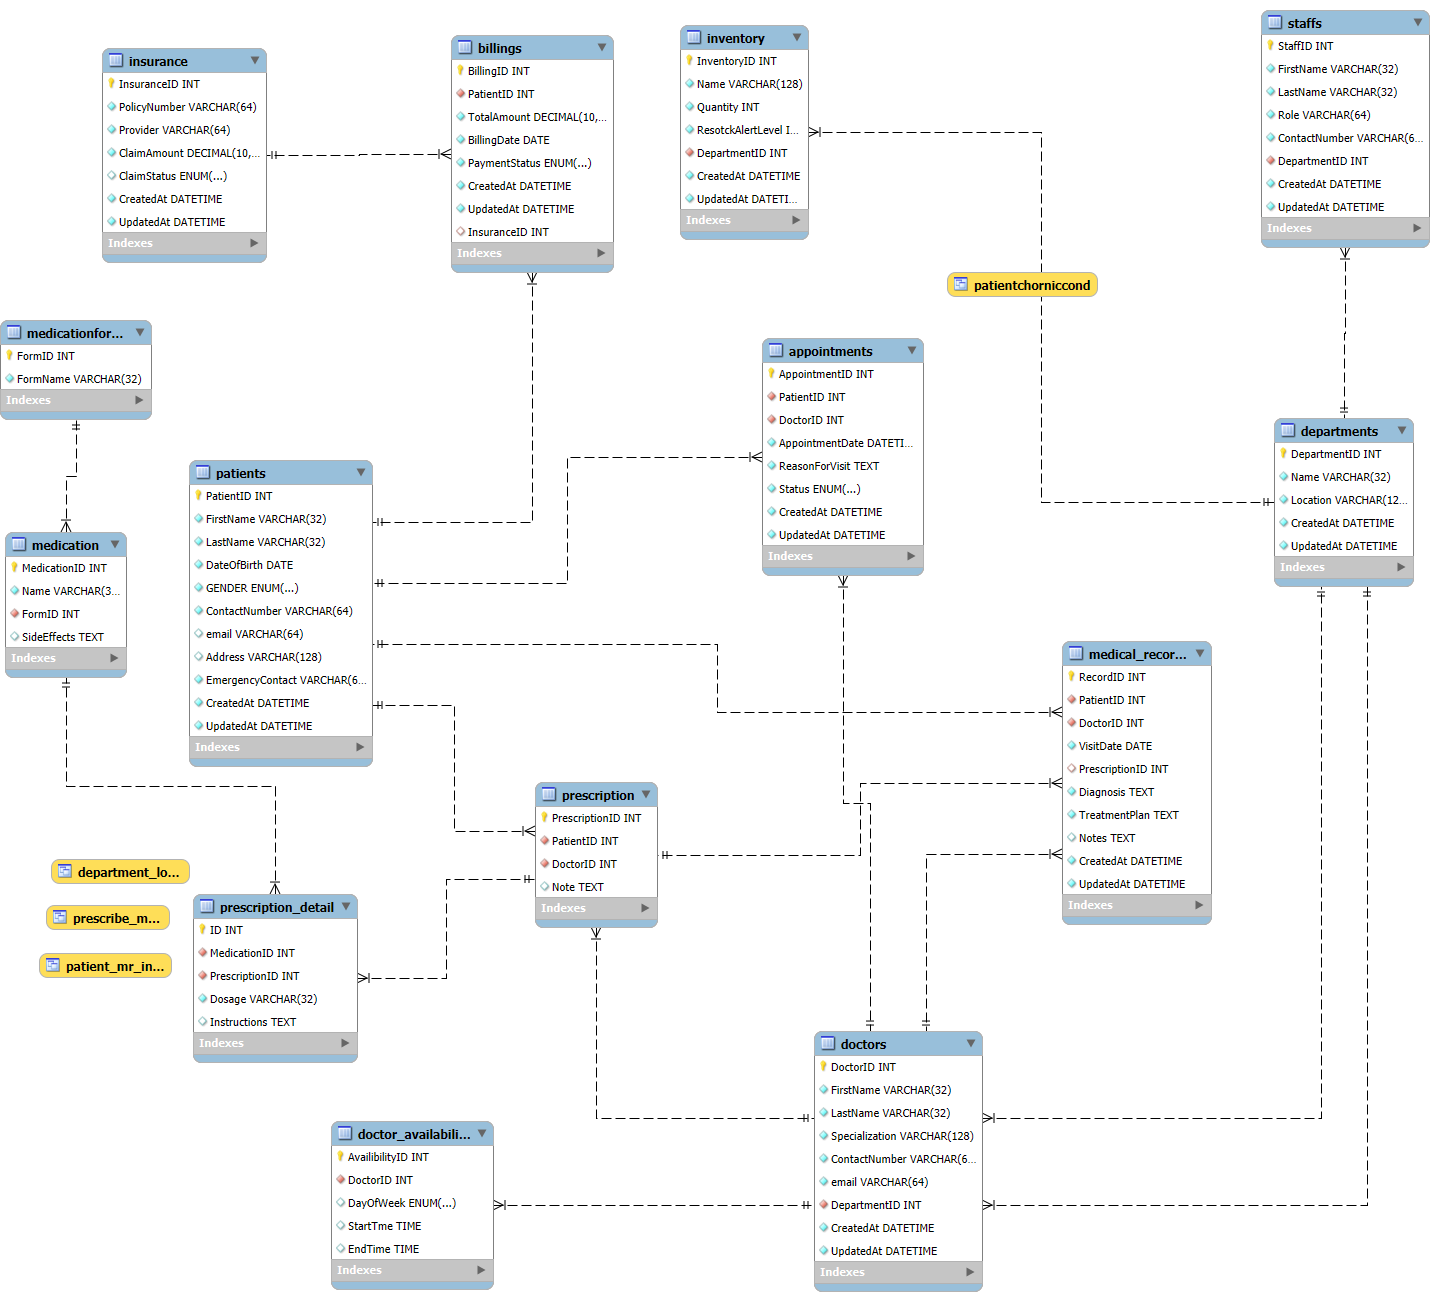 insurance
InsuranceID INT
PolicyNumber VARCHAR(64)
Provider VARCHAR(64)
ClaimAmount DECIMAL(10,...
ClaimStatus ENUM(...)
CreatedAt DATETIME
UpdatedAt DATETIME
Indexes
billings
BillingID INT
PatientID INT
TotalAmount DECIMAL(10,...
BillingDate DATE
PaymentStatus ENUM(...)
CreatedAt DATETIME
UpdatedAt DATETIME
InsuranceID INT
Indexes
inventory
InventoryID INT
Name VARCHAR(128)
Quantity INT
ResotckAlertLevel I...
DepartmentID INT
CreatedAt DATETIME
UpdatedAt DATETI...
Indexes
staffs
StaffID INT
FirstName VARCHAR(32)
LastName VARCHAR(32)
Role VARCHAR(64)
ContactNumber VARCHAR(6...
DepartmentID INT
CreatedAt DATETIME
UpdatedAt DATETIME
Indexes
patientchorniccond
medicationfor...
FormID INT
FormName VARCHAR(32)
Indexes
appointments
AppointmentID INT
PatientID INT
DoctorID INT
AppointmentDate DATETI...
ReasonForVisit TEXT
Status ENUM(...)
CreatedAt DATETIME
UpdatedAt DATETIME
Indexes
departments
DepartmentID INT
Name VARCHAR(32)
Location VARCHAR(12...
CreatedAt DATETIME
UpdatedAt DATETIME
Indexes
patients
PatientID INT
FirstName VARCHAR(32)
LastName VARCHAR(32)
DateOfBirth DATE
GENDER ENUM(...)
ContactNumber VARCHAR(64)
email VARCHAR(64)
Address VARCHAR(128)
EmergencyContact VARCHAR(6...
CreatedAt DATETIME
UpdatedAt DATETIME
Indexes
medication
MedicationID INT
Name VARCHAR(3...
FormID INT
SideEffects TEXT
Indexes
medical_recor...
RecordID INT
PatientID INT
DoctorID INT
VisitDate DATE
PrescriptionID INT
Diagnosis TEXT
TreatmentPlan TEXT
Notes TEXT
CreatedAt DATETIME
UpdatedAt DATETIME
Indexes
prescription
PrescriptionID INT
PatientID INT
DoctorID INT
Note TEXT
Indexes
department_lo...
prescribe_m...
patient_mr_in...
prescription_detail
ID INT
MedicationID INT
PrescriptionID INT
Dosage VARCHAR(32)
Instructions TEXT
Indexes
doctors
DoctorID INT
FirstName VARCHAR(32)
LastName VARCHAR(32)
Specialization VARCHAR(128)
ContactNumber VARCHAR(6...
email VARCHAR(64)
DepartmentID INT
CreatedAt DATETIME
UpdatedAt DATETIME
Indexes
doctor_availabili...
AvailibilityID INT
DoctorID INT
DayOfWeek ENUM(...)
StartTme TIME
EndTime TIME
Indexes